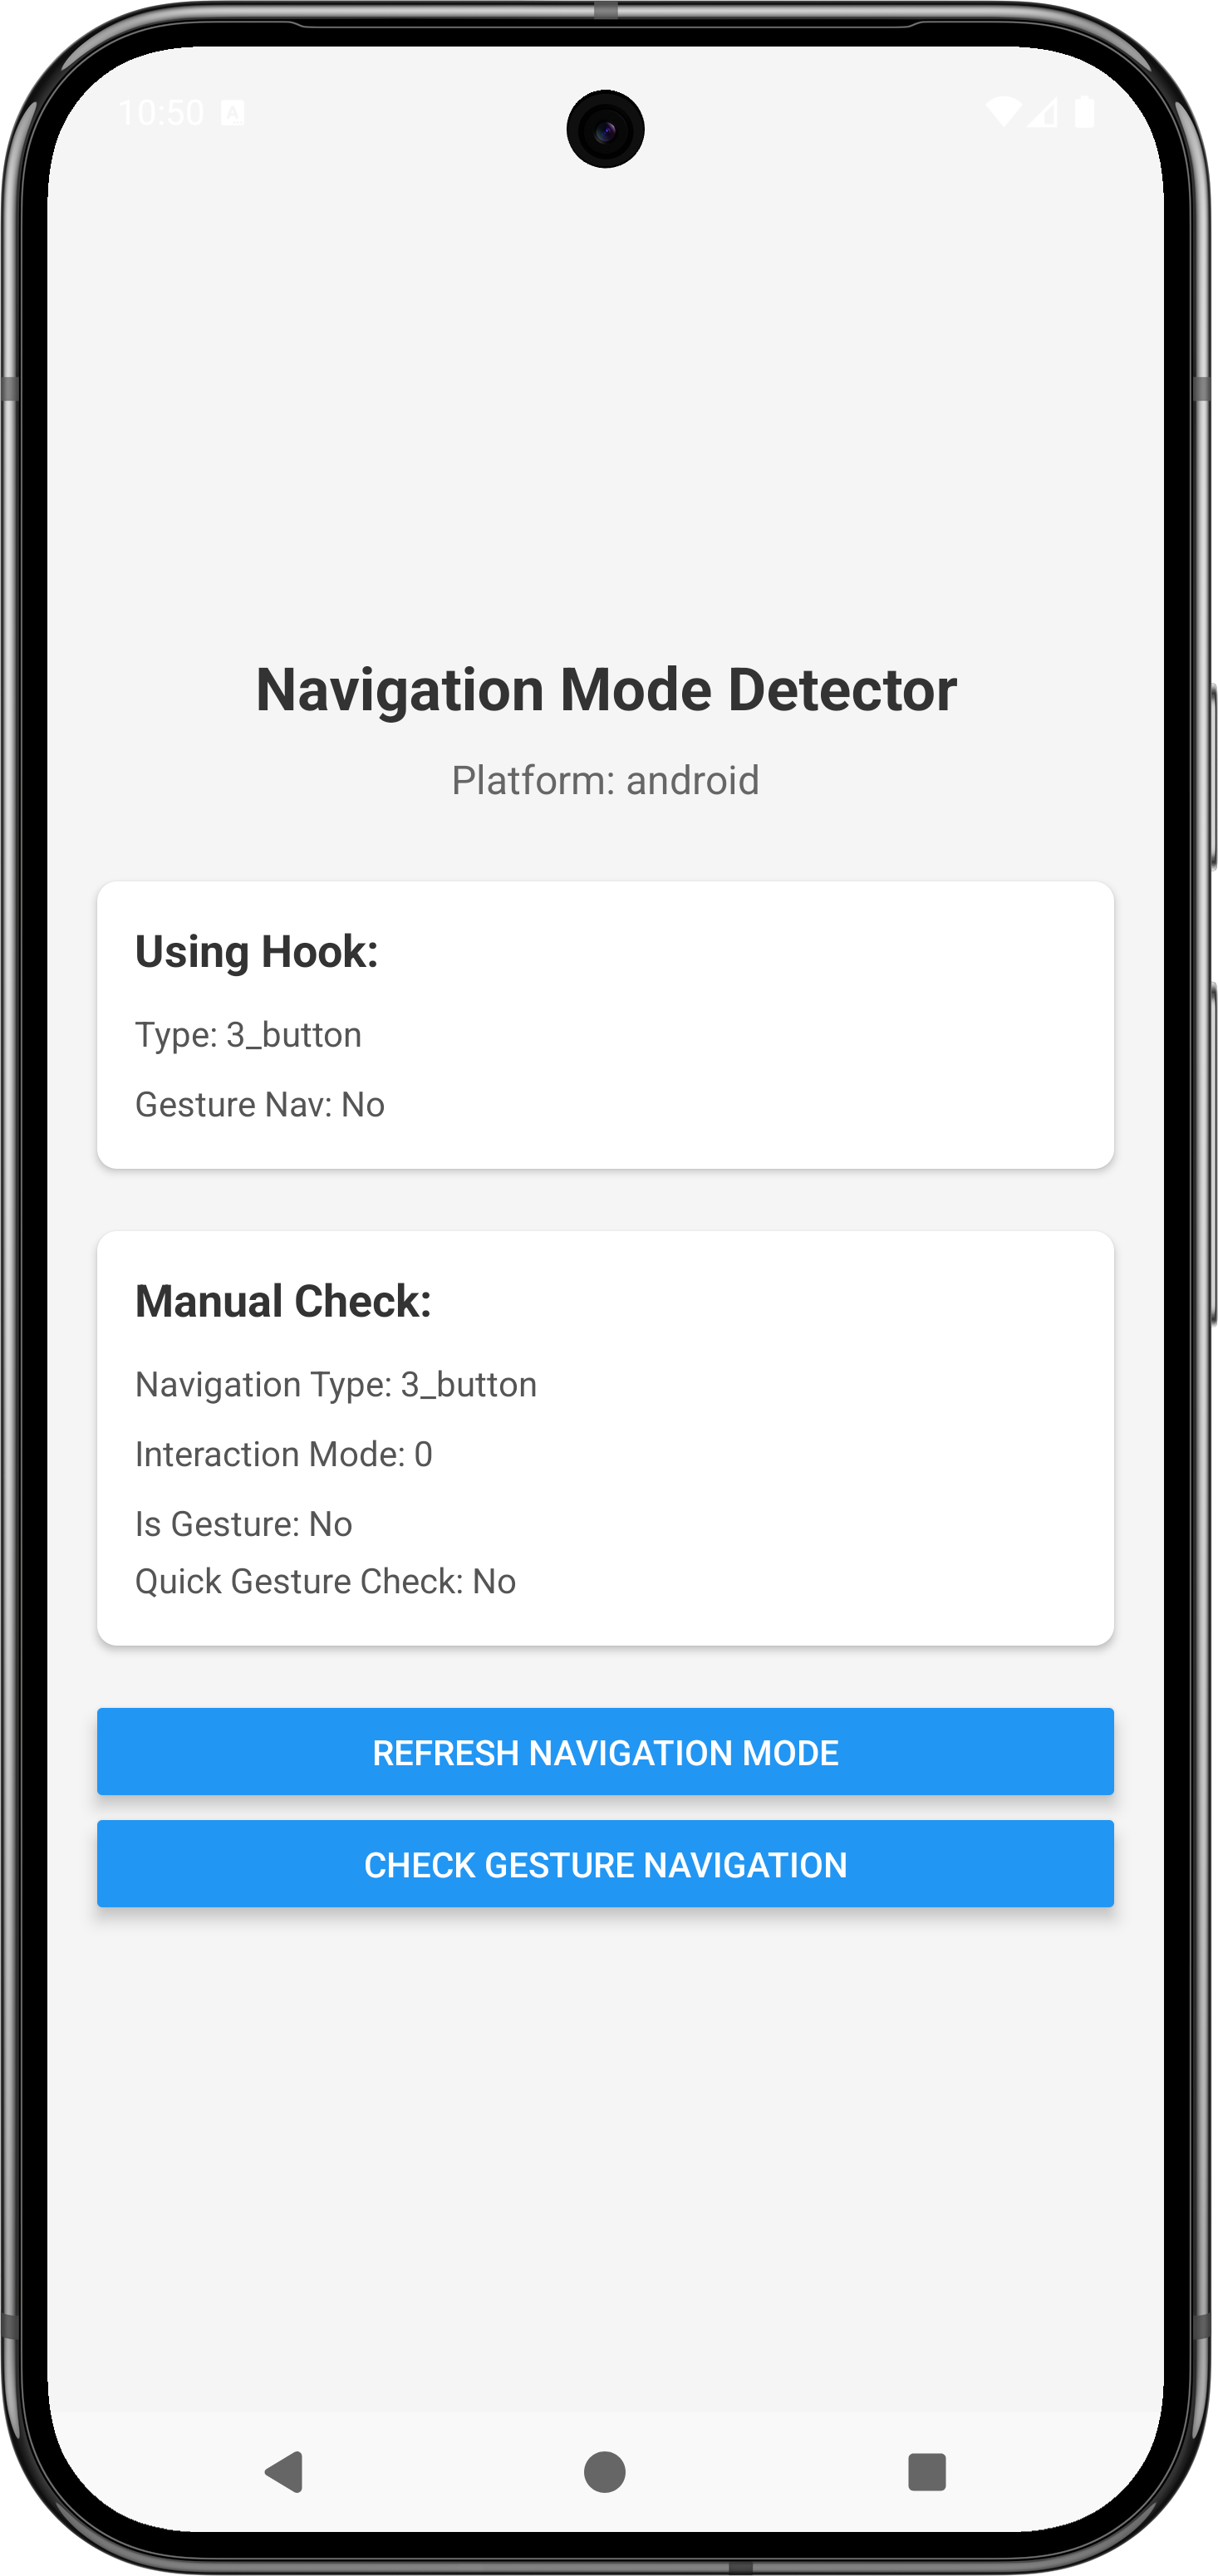 10:50 A
Navigation Mode Detector
Platform: android
Using Hook:
Type: 3_button
Gesture Nav: No
Manual Check:
Navigation Type: 3_button
Interaction Mode: 0
Is Gesture: No
Quick Gesture Check: No
REFRESH NAVIGATION MODE
CHECK GESTURE NAVIGATION